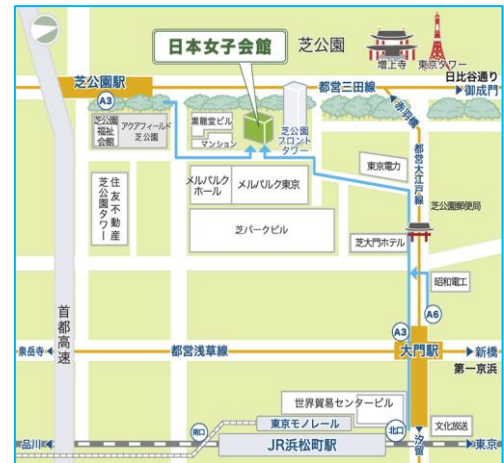 日本女子会館
芝公園
増上寺
東京タワー
日比谷通り
芝公園駅
都営三田線
御成門
A3
赤羽橋
芝公園
福祉
会館
アクアフィールド
芝公園
黒龍堂ビル
マンション
芝公園
フロント
タワー
都営大江戸線
東京電力
住友不動産
芝公園タワー
メルパルク
ホール
メルパルク東京
芝公園郵便局
芝パークビル
芝大門ホテル
昭和電工
首都高速
A3
A6
泉岳寺
都営浅草線
大門駅
新橋
第一京浜
世界貿易センタービル
東京モノレール
南口
北口
文化放送
品川
JR浜松町駅
汐留
東京